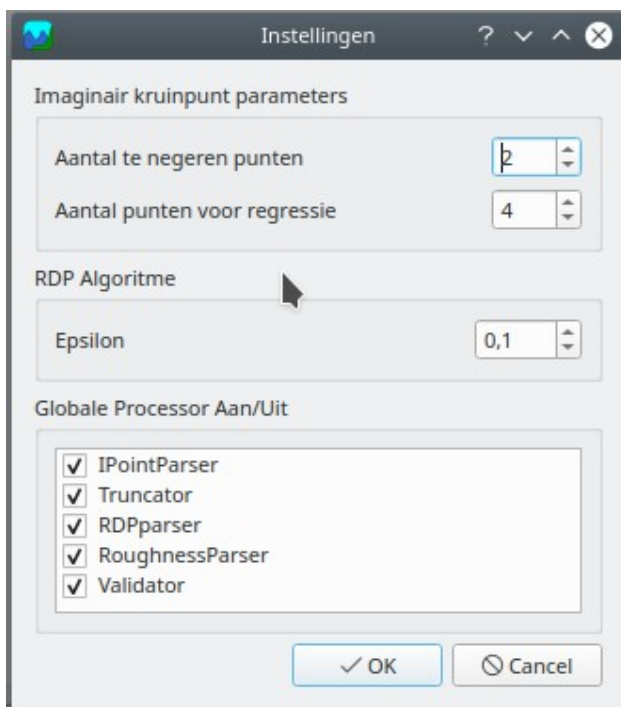 Instellingen
Imaginair kruinpunt parameters
Aantal te negeren punten 2
Aantal punten voor regressie 4
RDP Algoritme
Epsilon 0,1
Globale Processor Aan/Uit
IPointParser
Truncator
RDPparser
RoughnessParser
Validator
OK Cancel